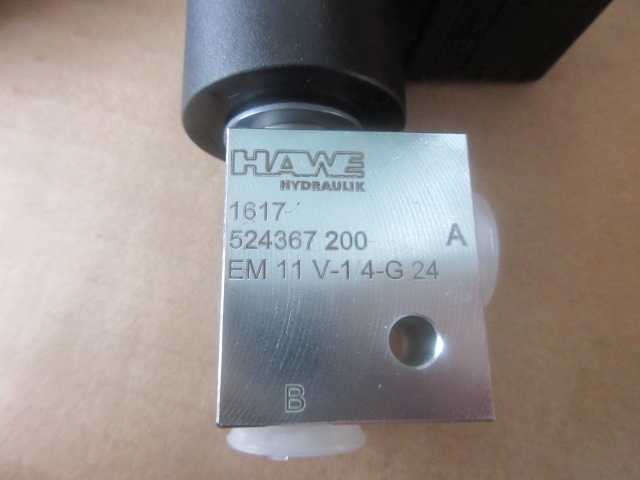 HAWE
HYDRAULIK
1617
524367 200
A
EM 11 V-1/4-G 24
B